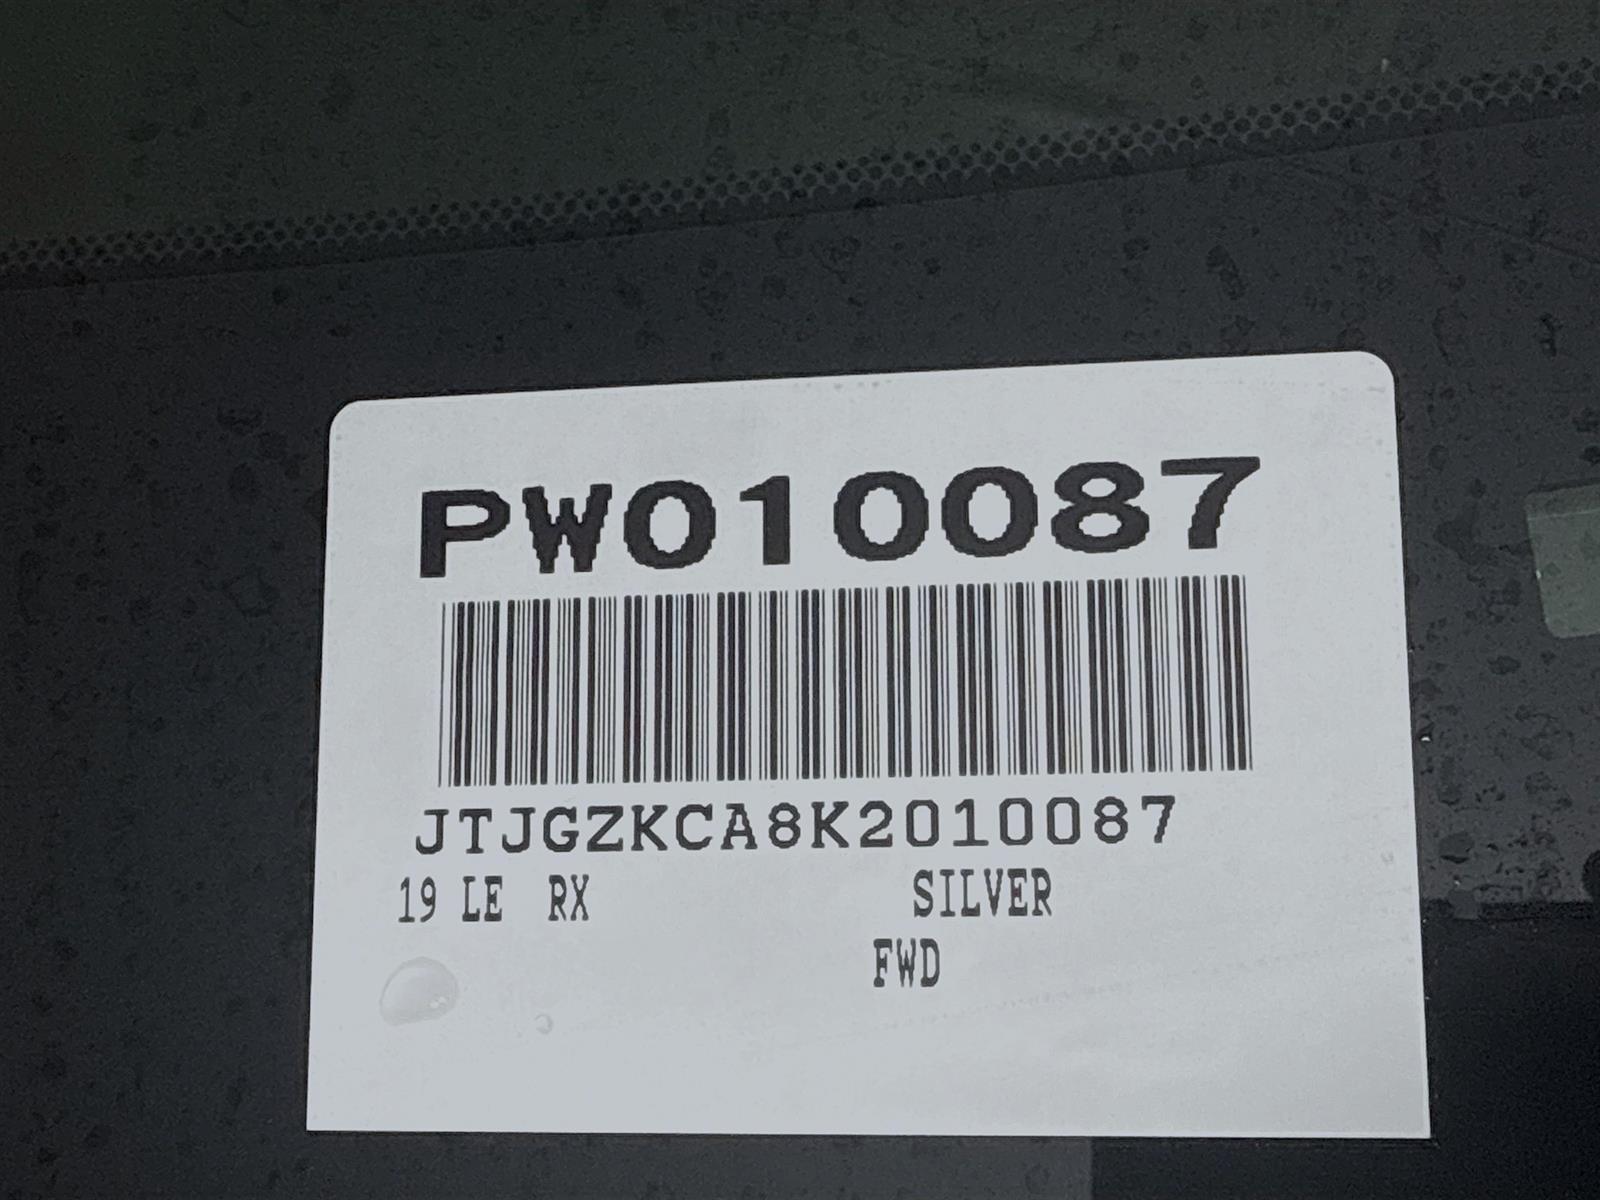 PW010087
JTJGZKCA8K2010087
19 LE RX SILVER
FWD